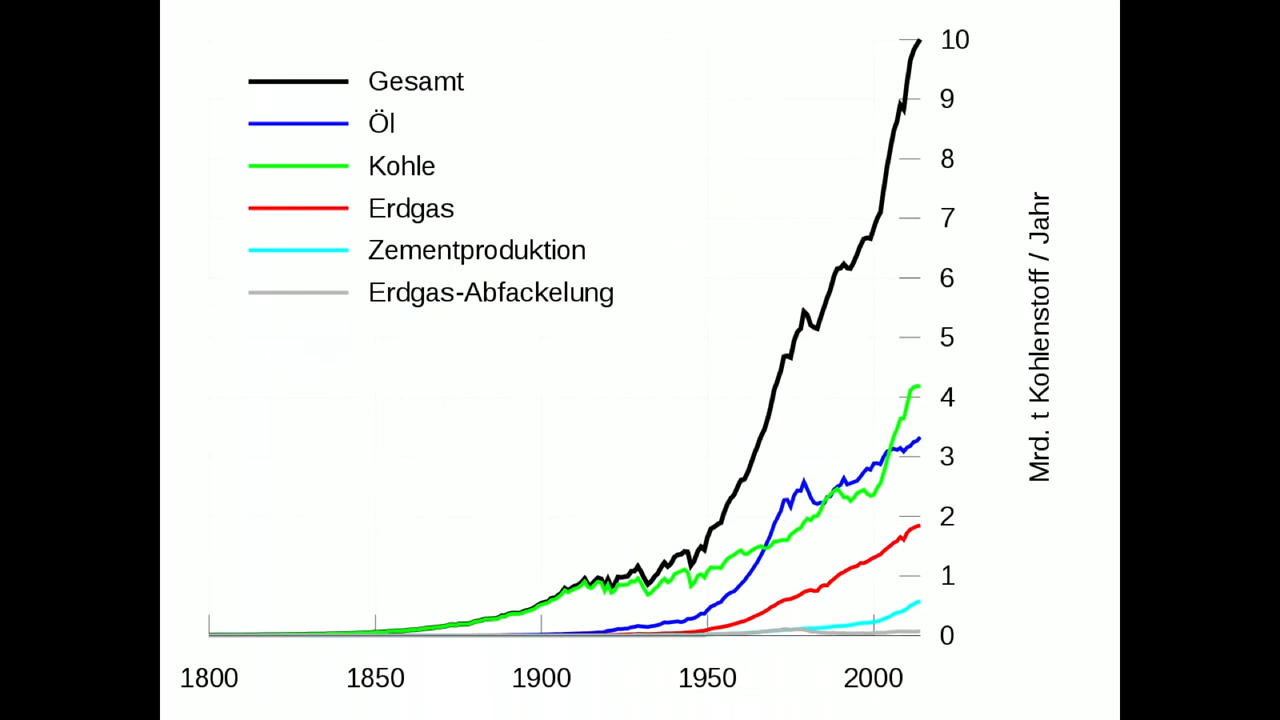 Gesamt
Öl
Kohle
Erdgas
Zementproduktion
Erdgas-Abfackelung
10
9
8
7
6
5
4
3
2
1
0
Mrd. t Kohlenstoff / Jahr
1800 1850 1900 1950 2000